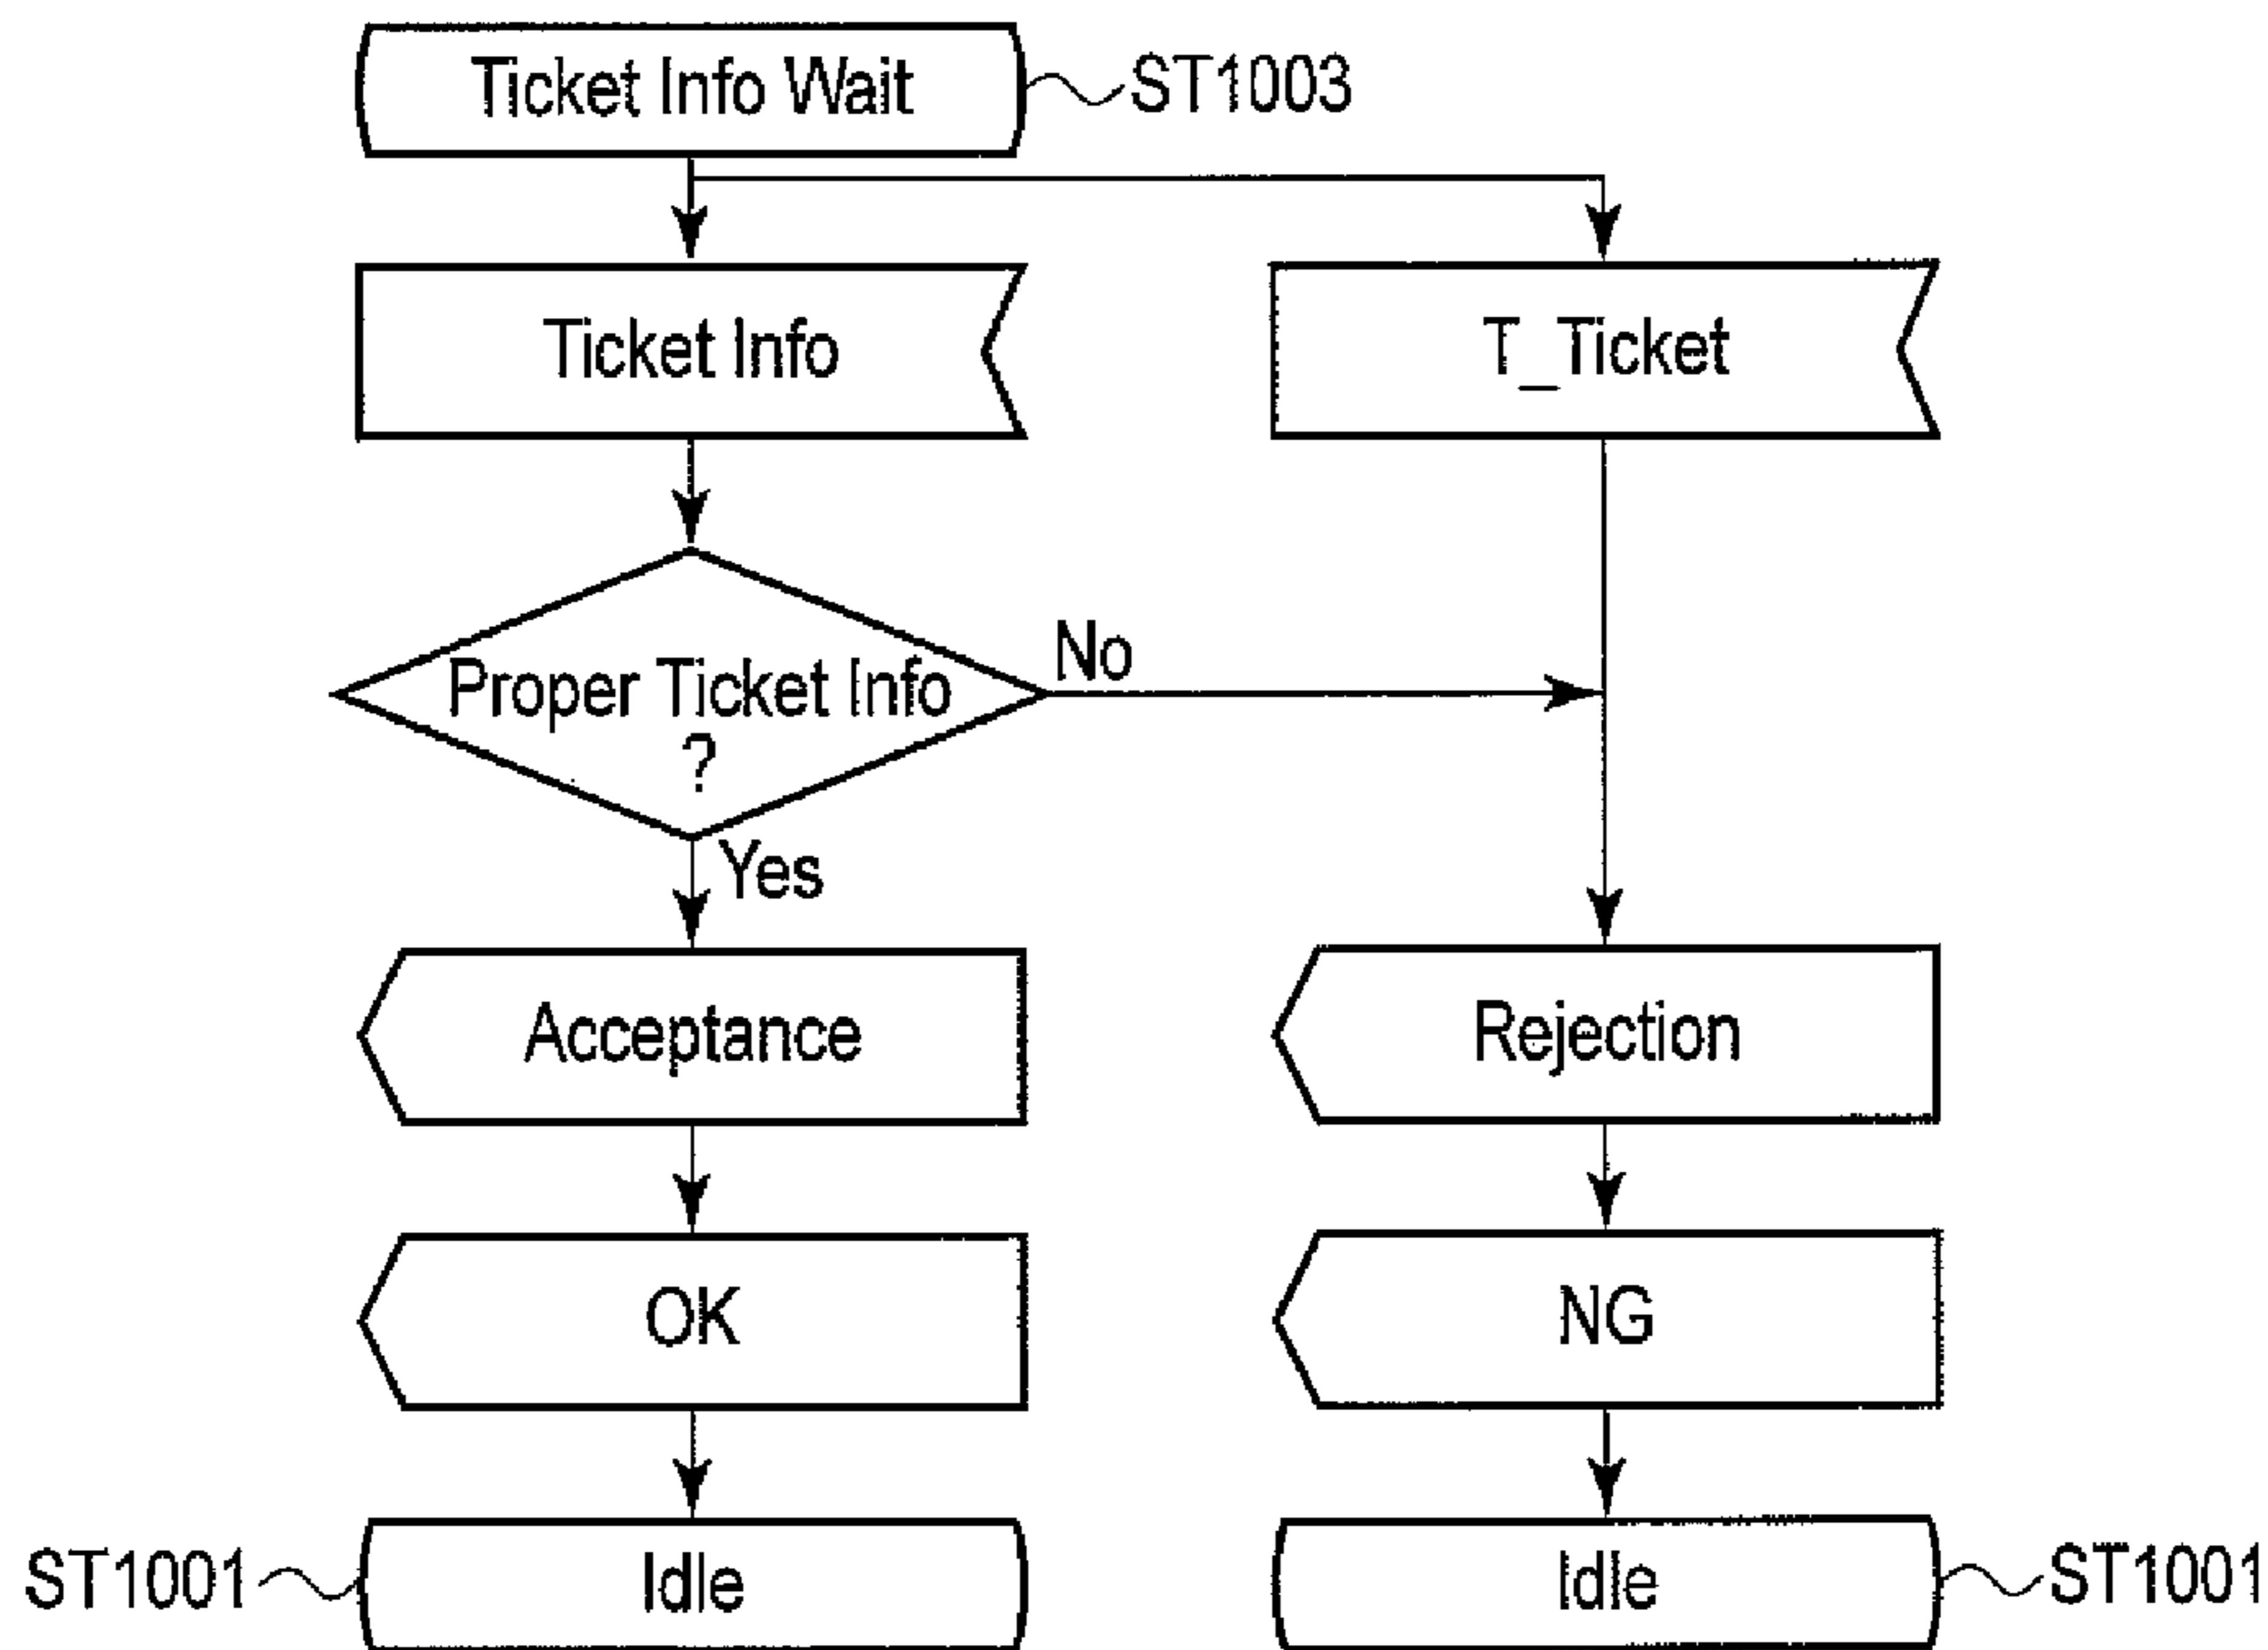 Ticket Info Wait
ST1003
Ticket Info
T_Ticket
Proper Ticket Info
?
No
Yes
Acceptance
Rejection
OK
NG
ST1001
Idle
Idle
ST1001